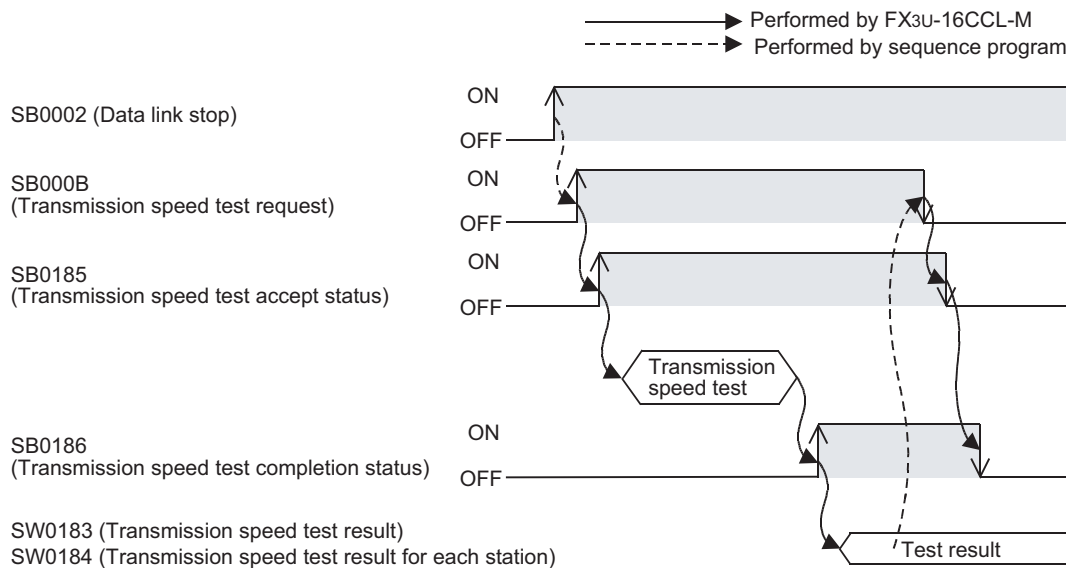 Performed by FX3U-16CCL-M
Performed by sequence program
ON
SB0002 (Data link stop)
OFF
ON
SB000B
(Transmission speed test request)
OFF
ON
SB0185
(Transmission speed test accept status)
OFF
Transmission
speed test
ON
SB0186
(Transmission speed test completion status)
OFF
SW0183 (Transmission speed test result)
SW0184 (Transmission speed test result for each station)
Test result